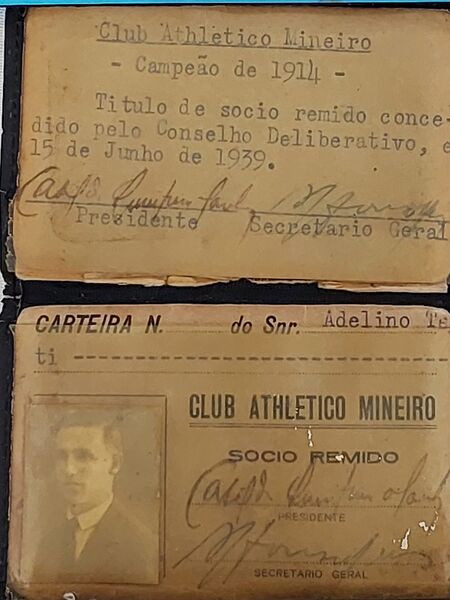 Club Athletico Mineiro
- Campeão de 1914 -
Titulo de socio remido conce-
dido pelo Conselho Deliberativo, e
15 de Junho de 1939.
Presidente Secretario Geral
CARTEIRA N. do Snr. Adelino Te
ti -----------------------------------
CLUB ATHLETICO MINEIRO
SOCIO REMIDO
PRESIDENTE
SECRETARIO GERAL